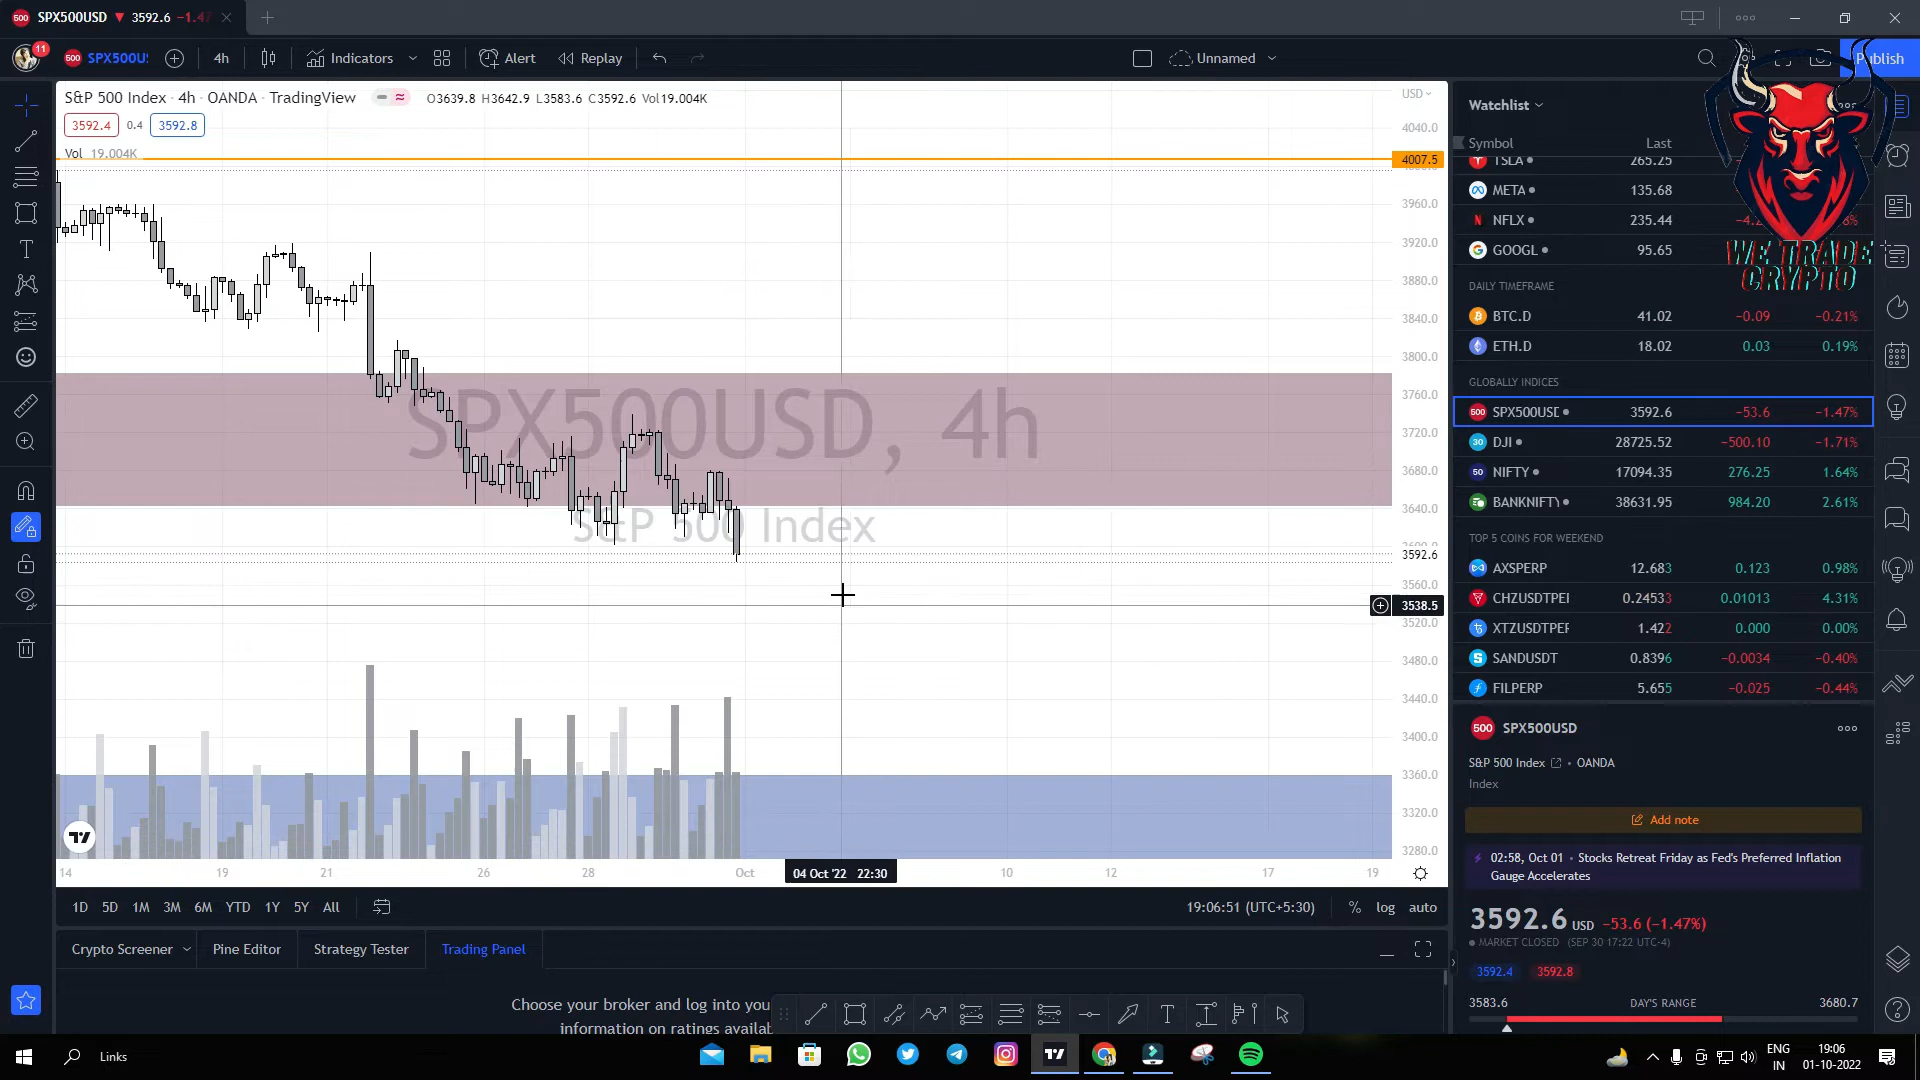 SPX500USD ▼ 3592.6 −1.47
11
500 SPX500US
4h
Indicators
Alert
Replay
Unnamed
Publish
S&P 500 Index · 4h · OANDA · TradingView
O3639.8 H3642.9 L3583.6 C3592.6 Vol19.004K
3592.4 0.4 3592.8
Vol 19.004K
SPX500USD, 4h
S&P 500 Index
USD
4040.0
4007.5
3960.0
3920.0
3880.0
3840.0
3800.0
3760.0
3720.0
3680.0
3640.0
3592.6
3560.0
3538.5
3520.0
3480.0
3440.0
3400.0
3360.0
3320.0
3280.0
14 19 21 26 28 Oct 04 Oct '22 22:30 10 12 17 19
1D 5D 1M 3M 6M YTD 1Y 5Y All
19:06:51 (UTC+5:30) % log auto
Crypto Screener Pine Editor Strategy Tester Trading Panel
Choose your broker and log into you
information on ratings availa
Watchlist
Symbol Last
TSLA 265.25
META 135.68
NFLX 235.44
GOOGL 95.65
WE TRADE
CRYPTO
DAILY TIMEFRAME
BTC.D 41.02 −0.09 −0.21%
ETH.D 18.02 0.03 0.19%
GLOBALLY INDICES
500 SPX500USD 3592.6 −53.6 −1.47%
30 DJI 28725.52 −500.10 −1.71%
50 NIFTY 17094.35 276.25 1.64%
BANKNIFTY 38631.95 984.20 2.61%
TOP 5 COINS FOR WEEKEND
AXSPERP 12.683 0.123 0.98%
CHZUSDTPEI 0.24533 0.01013 4.31%
XTZUSDTPEF 1.422 0.000 0.00%
SANDUSDT 0.8396 −0.0034 −0.40%
FILPERP 5.655 −0.025 −0.44%
500 SPX500USD
S&P 500 Index • OANDA
Index
Add note
02:58, Oct 01 • Stocks Retreat Friday as Fed's Preferred Inflation
Gauge Accelerates
3592.6 USD −53.6 (−1.47%)
MARKET CLOSED (SEP 30 17:22 UTC-4)
3592.4 3592.8
3583.6 DAY'S RANGE 3680.7
Links
ENG
IN
19:06
01-10-2022